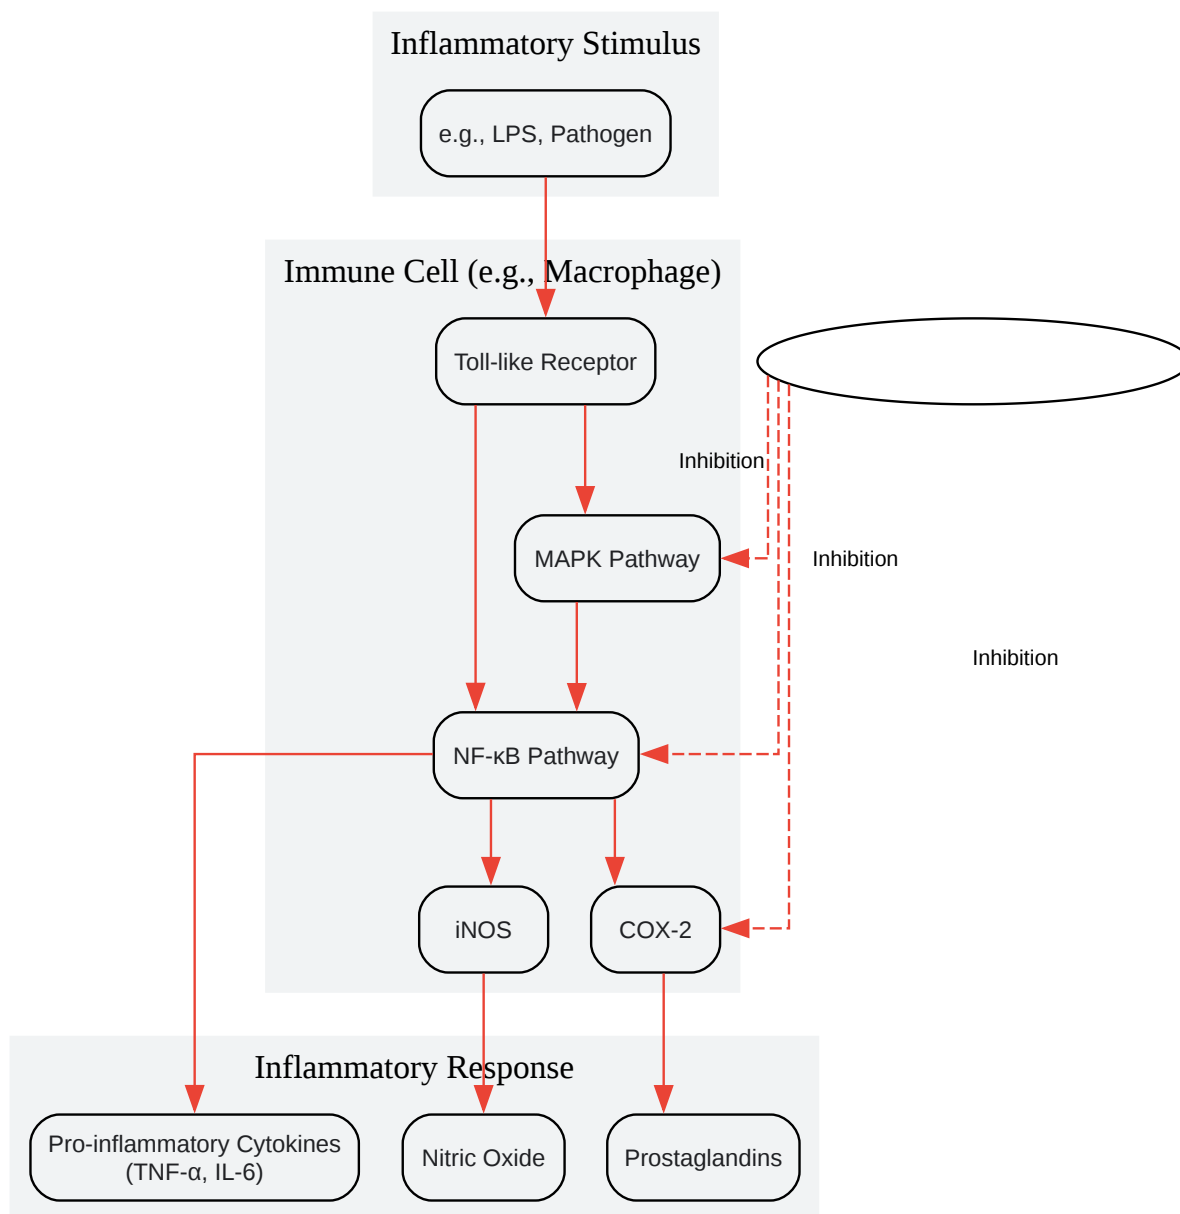 Inflammatory Stimulus
e.g., LPS, Pathogen
Immune Cell (e.g., Macrophage)
Toll-like Receptor
Inhibition
MAPK Pathway
Inhibition
Inhibition
NF-κB Pathway
iNOS
COX-2
Inflammatory Response
Pro-inflammatory Cytokines
(TNF-α, IL-6)
Nitric Oxide
Prostaglandins